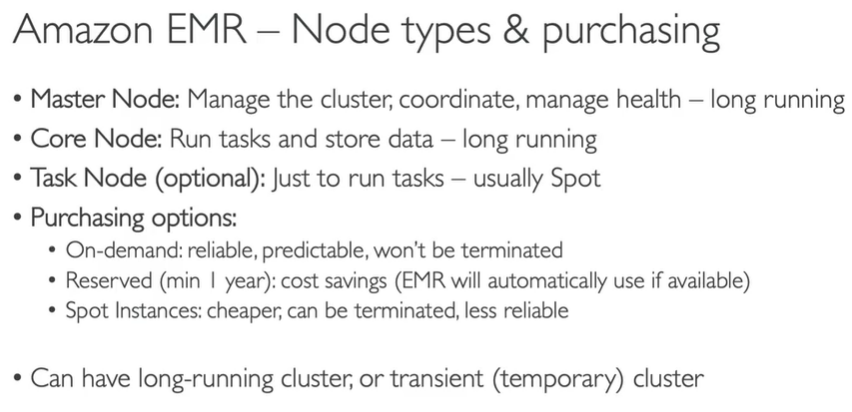 Amazon EMR – Node types & purchasing
• Master Node: Manage the cluster, coordinate, manage health – long running
• Core Node: Run tasks and store data – long running
• Task Node (optional): Just to run tasks – usually Spot
• Purchasing options:
• On-demand: reliable, predictable, won't be terminated
• Reserved (min 1 year): cost savings (EMR will automatically use if available)
• Spot Instances: cheaper, can be terminated, less reliable
• Can have long-running cluster, or transient (temporary) cluster